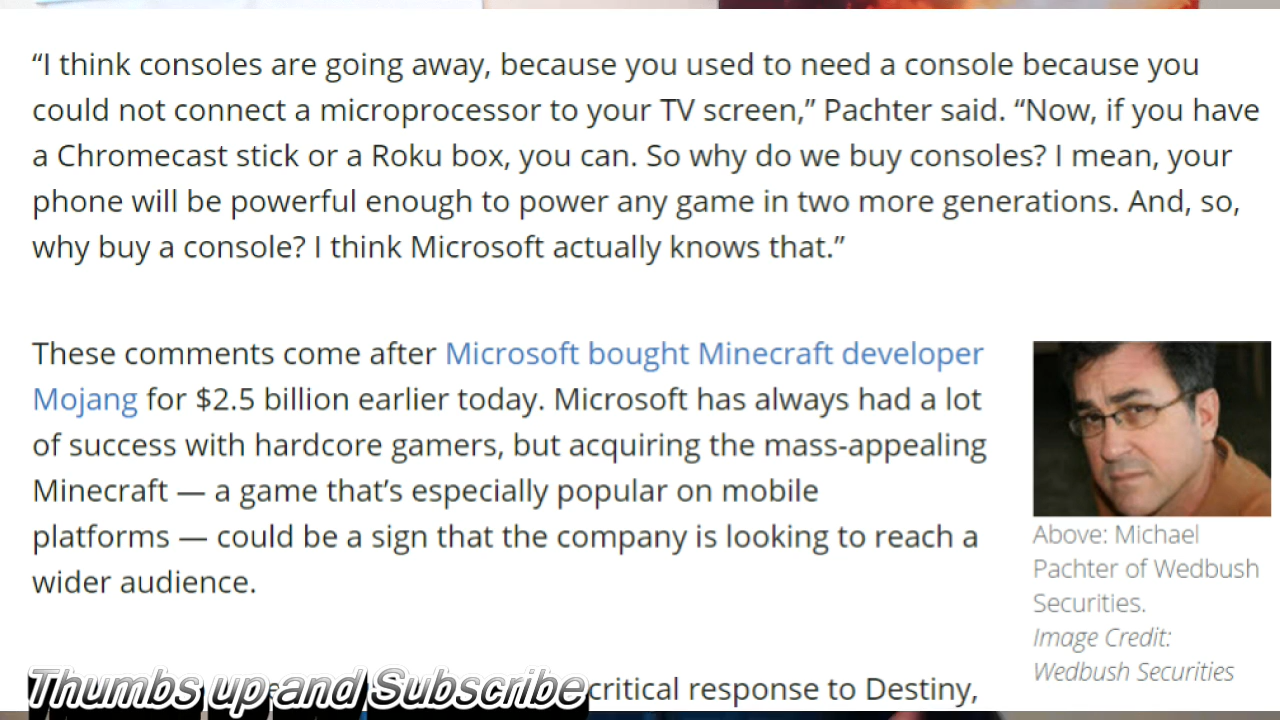 “I think consoles are going away, because you used to need a console because you
could not connect a microprocessor to your TV screen,” Pachter said. “Now, if you have
a Chromecast stick or a Roku box, you can. So why do we buy consoles? I mean, your
phone will be powerful enough to power any game in two more generations. And, so,
why buy a console? I think Microsoft actually knows that.”
These comments come after Microsoft bought Minecraft developer
Mojang for $2.5 billion earlier today. Microsoft has always had a lot
of success with hardcore gamers, but acquiring the mass-appealing
Minecraft — a game that’s especially popular on mobile
platforms — could be a sign that the company is looking to reach a
wider audience.
Above: Michael
Pachter of Wedbush
Securities.
Image Credit:
Wedbush Securities
Thumbs up and Subscribe
critical response to Destiny,